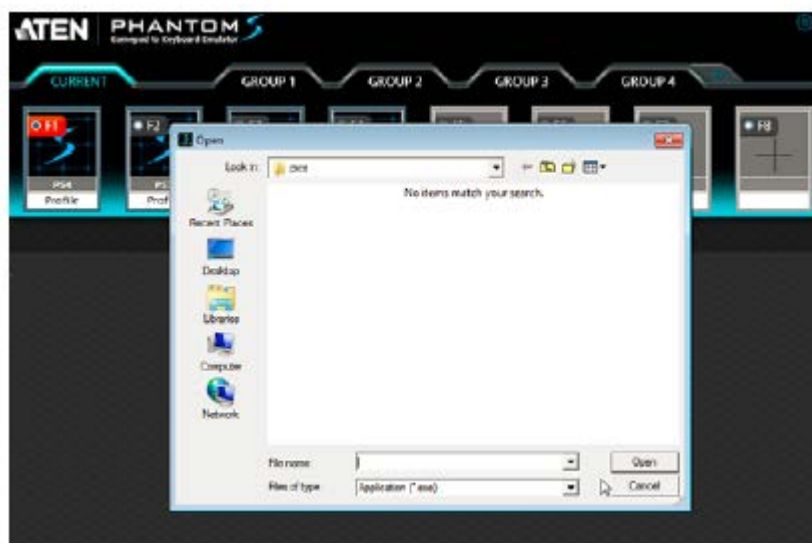 ATEN PHANTOM S
Gamepad to Keyboard Emulator
CURRENT GROUP 1 GROUP 2 GROUP 3 GROUP 4
F1 F2 F8
PS4
Profile
Open
Look in:
No items match your search.
Recent Places
Desktop
Libraries
Computer
Network
File name: Open
Files of type: Application (*.exe) Cancel